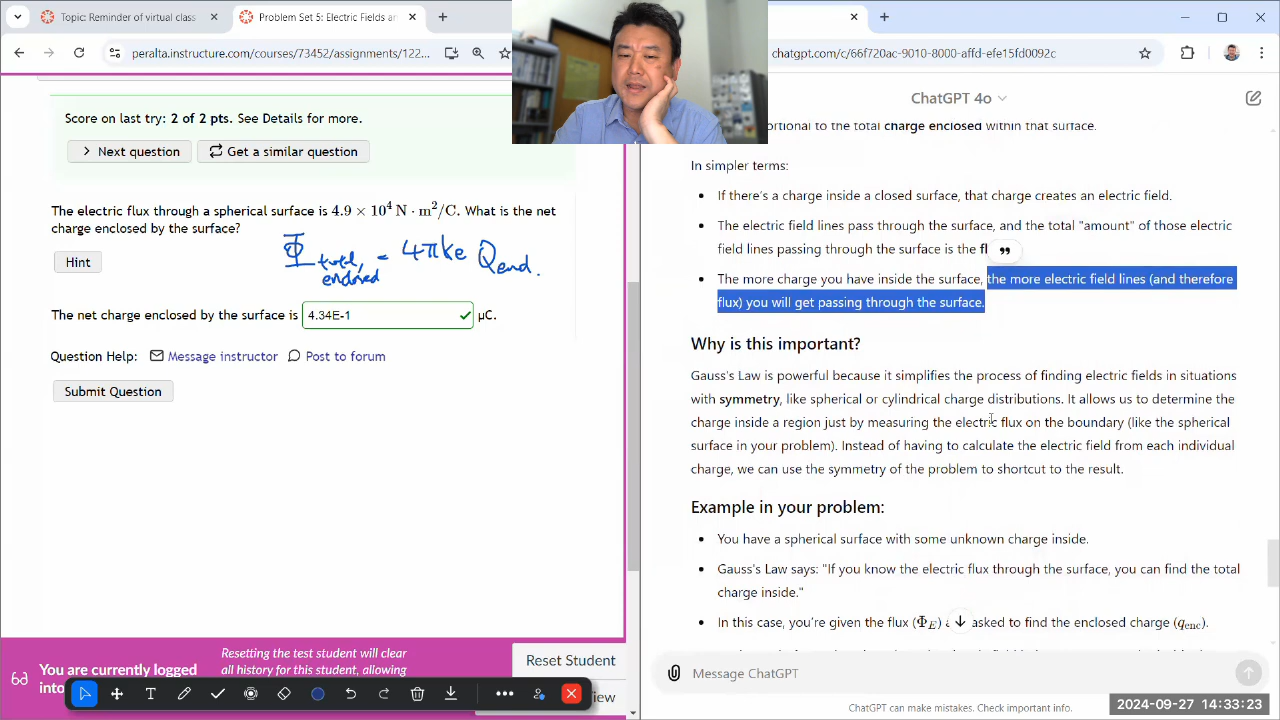 Topic: Reminder of virtual class
Problem Set 5: Electric Fields an
peralta.instructure.com/courses/73452/assignments/122...
chatgpt.com/c/66f720ac-9010-8000-affd-efe15fd0092c
Score on last try: 2 of 2 pts. See Details for more.
Next question
Get a similar question
The electric flux through a spherical surface is 4.9 × 10⁴ N · m²/C. What is the net
charge enclosed by the surface?
Φ total, enclosed = 4πke Qencl.
Hint
The net charge enclosed by the surface is 4.34E-1 μC.
Question Help: Message instructor Post to forum
Submit Question
You are currently logged
into
Resetting the test student will clear
all history for this student, allowing
Reset Student
View
ChatGPT 4o
ortional to the total charge enclosed within that surface.
In simpler terms:
• If there's a charge inside a closed surface, that charge creates an electric field.
• The electric field lines pass through the surface, and the total "amount" of those electric
field lines passing through the surface is the fl
• The more charge you have inside the surface, the more electric field lines (and therefore
flux) you will get passing through the surface.
Why is this important?
Gauss's Law is powerful because it simplifies the process of finding electric fields in situations
with symmetry, like spherical or cylindrical charge distributions. It allows us to determine the
charge inside a region just by measuring the electric flux on the boundary (like the spherical
surface in your problem). Instead of having to calculate the electric field from each individual
charge, we can use the symmetry of the problem to shortcut to the result.
Example in your problem:
• You have a spherical surface with some unknown charge inside.
• Gauss's Law says: "If you know the electric flux through the surface, you can find the total
charge inside."
• In this case, you're given the flux (Φ_E) a asked to find the enclosed charge (q_enc).
Message ChatGPT
ChatGPT can make mistakes. Check important info.
2024-09-27 14:33:23